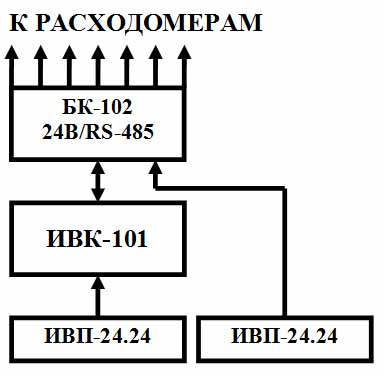 К РАСХОДОМЕРАМ
БК-102
24В/RS-485
ИВК-101
ИВП-24.24
ИВП-24.24